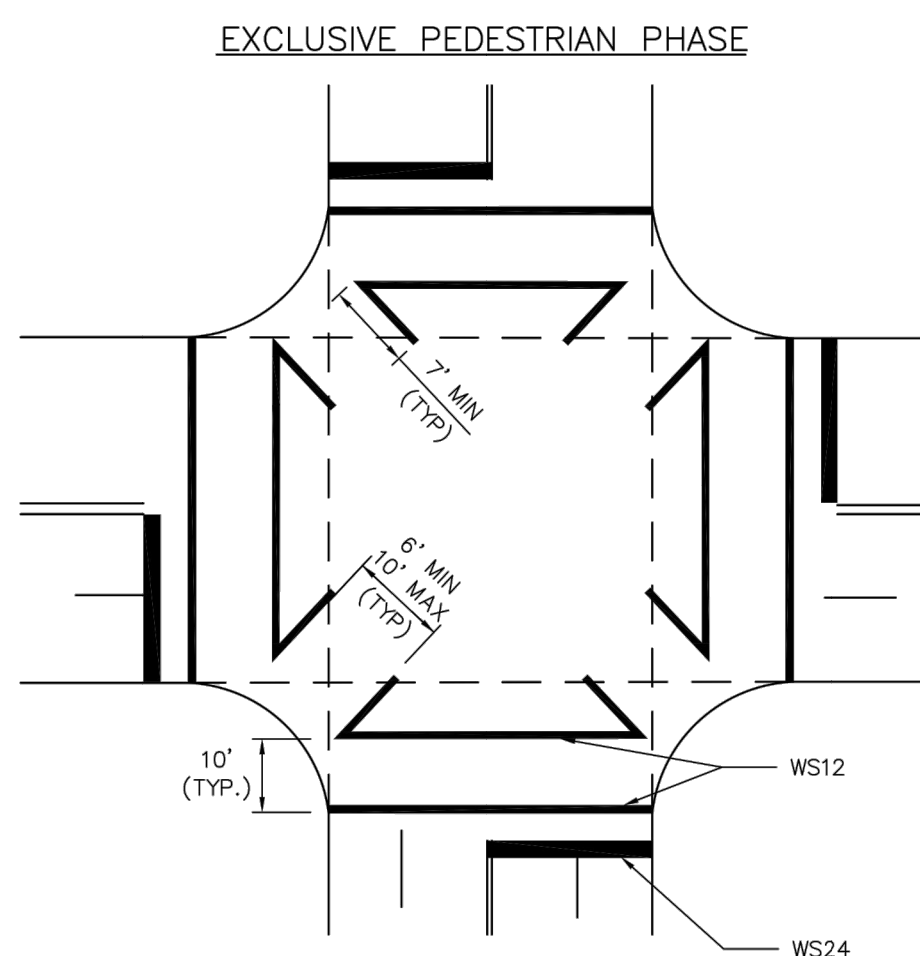 EXCLUSIVE PEDESTRIAN PHASE
7' MIN
(TYP)
6' MIN
10' MAX
(TYP)
10'
(TYP.)
WS12
WS24